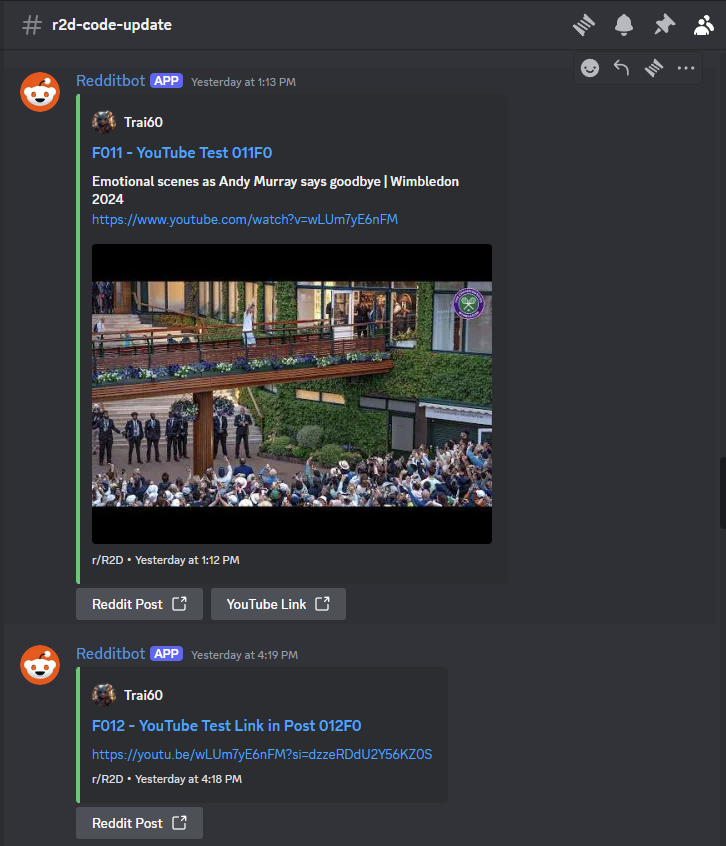 # r2d-code-update
Redditbot APP Yesterday at 1:13 PM
Trai60
F011 - YouTube Test 011F0
Emotional scenes as Andy Murray says goodbye | Wimbledon
2024
https://www.youtube.com/watch?v=wLUm7yE6nFM
r/R2D • Yesterday at 1:12 PM
Reddit Post
YouTube Link
Redditbot APP Yesterday at 4:19 PM
Trai60
F012 - YouTube Test Link in Post 012F0
https://youtu.be/wLUm7yE6nFM?si=dzzeRDdU2Y56KZ0S
r/R2D • Yesterday at 4:18 PM
Reddit Post